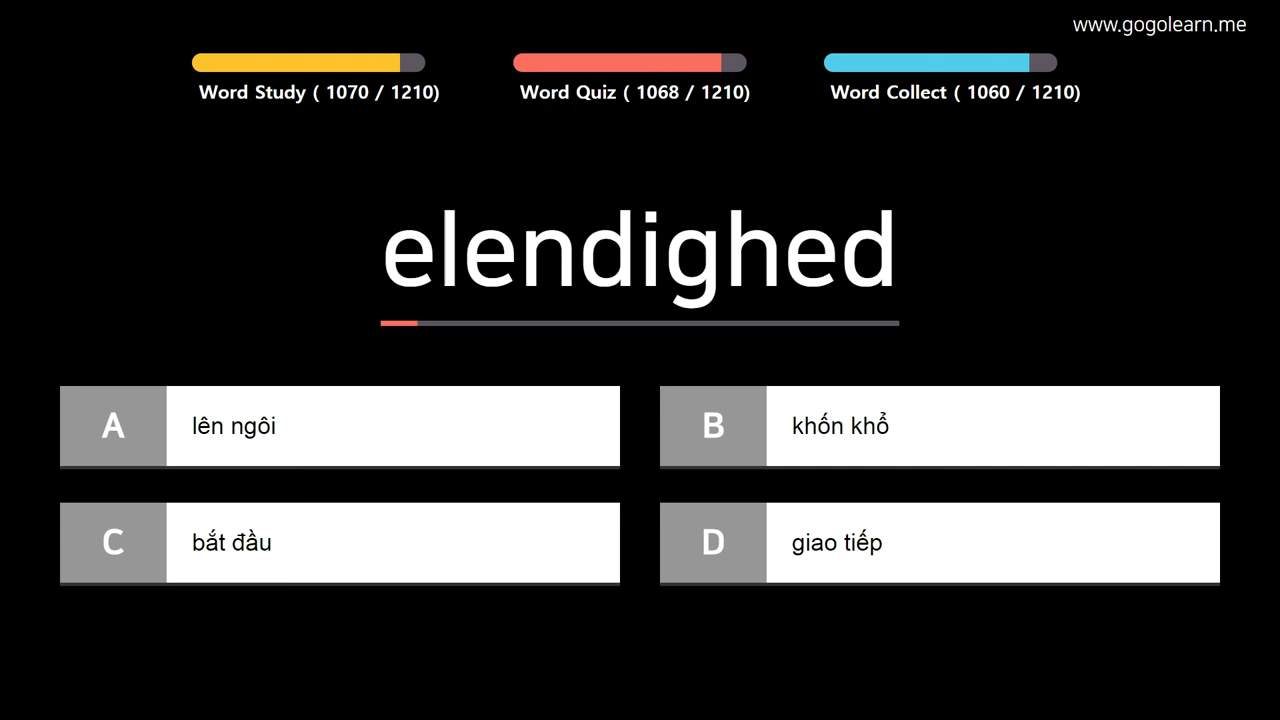 www.gogolearn.me
Word Study ( 1070 / 1210)
Word Quiz ( 1068 / 1210)
Word Collect ( 1060 / 1210)
elendighed
A lên ngôi
B khốn khổ
C bắt đầu
D giao tiếp